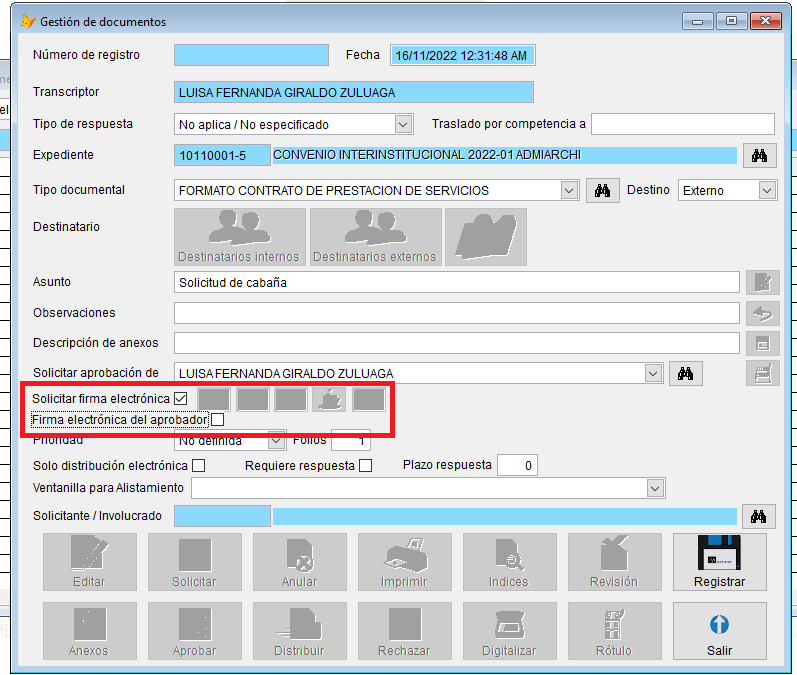 Gestión de documentos
Número de registro Fecha 16/11/2022 12:31:48 AM
Transcriptor LUISA FERNANDA GIRALDO ZULUAGA
Tipo de respuesta No aplica / No especificado Traslado por competencia a
Expediente 10110001-5 CONVENIO INTERINSTITUCIONAL 2022-01 ADMIARCHI
Tipo documental FORMATO CONTRATO DE PRESTACION DE SERVICIOS Destino Externo
Destinatario Destinatarios internos Destinatarios externos
Asunto Solicitud de cabaña
Observaciones
Descripción de anexos
Solicitar aprobación de LUISA FERNANDA GIRALDO ZULUAGA
Solicitar firma electrónica
Firma electrónica del aprobador
Prioridad No definida Folios 1
Solo distribución electrónica Requiere respuesta Plazo respuesta 0
Ventanilla para Alistamiento
Solicitante / Involucrado
Editar Solicitar Anular Imprimir Indices Revisión Registrar
Anexos Aprobar Distribuir Rechazar Digitalizar Rótulo Salir